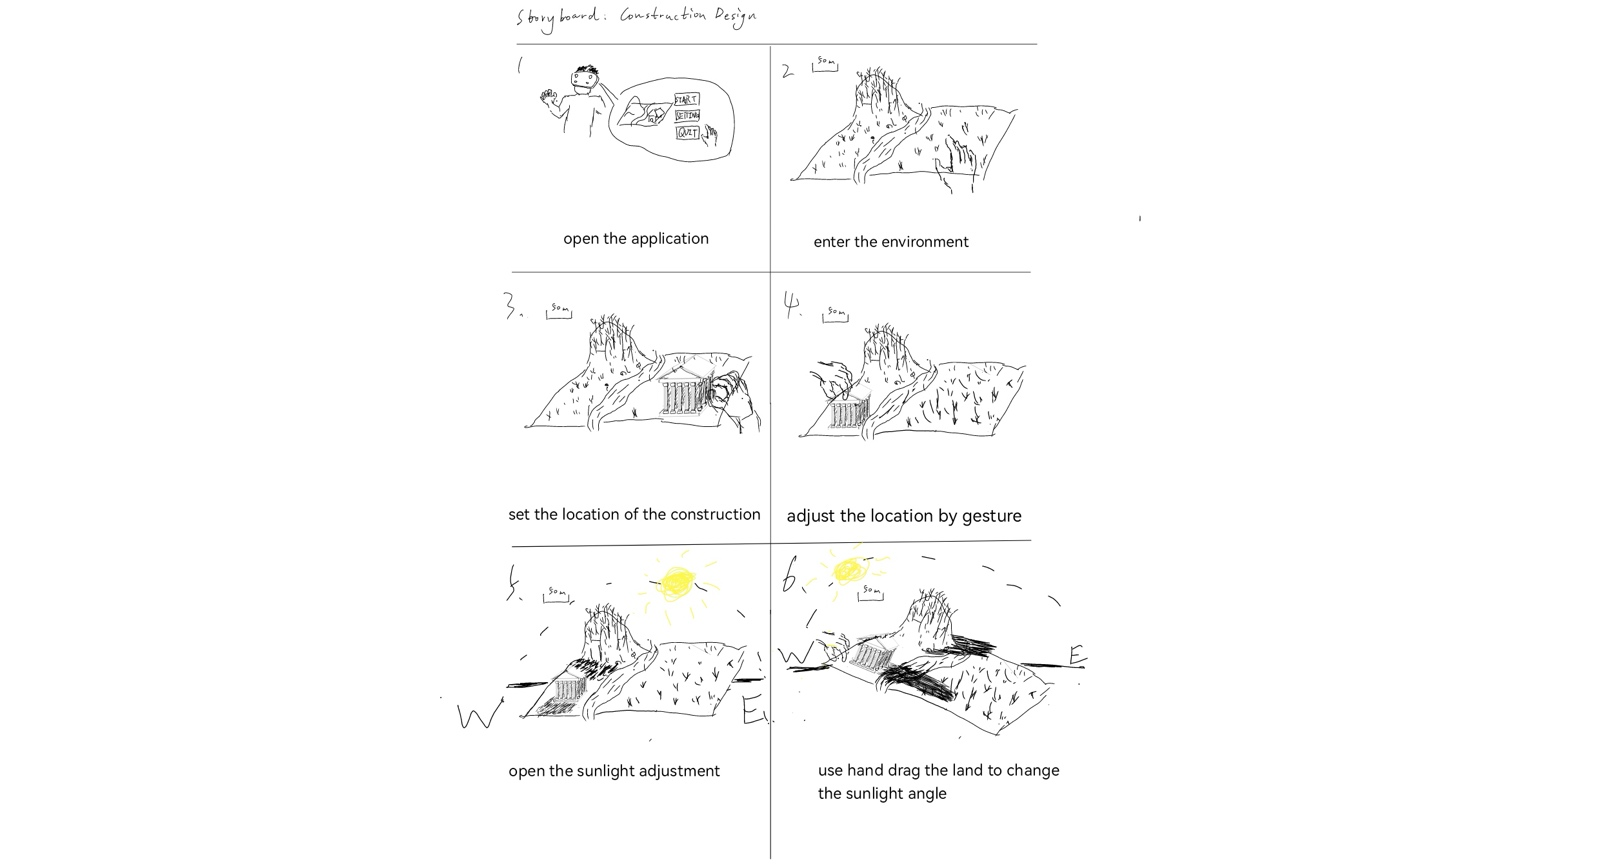 Storyboard: Construction Design
1
START
SETTING
QUIT
open the application
2
50m
enter the environment
3.
50m
set the location of the construction
4.
50m
adjust the location by gesture
5.
50m
W
E
open the sunlight adjustment
6.
50m
W
E
use hand drag the land to change
the sunlight angle